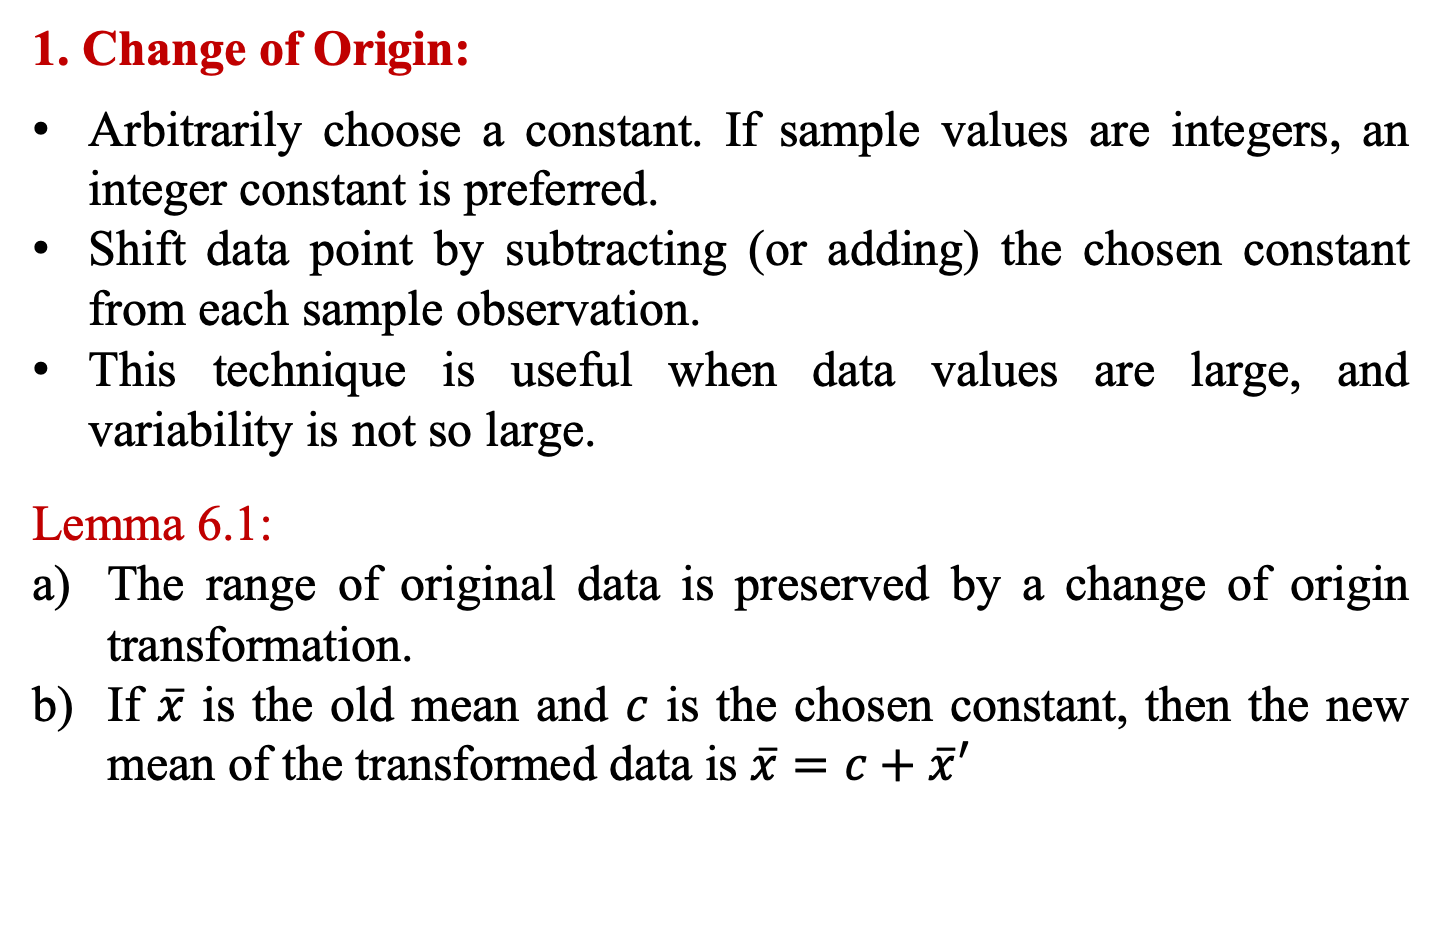 1. Change of Origin:
• Arbitrarily choose a constant. If sample values are integers, an
integer constant is preferred.
• Shift data point by subtracting (or adding) the chosen constant
from each sample observation.
• This technique is useful when data values are large, and
variability is not so large.
Lemma 6.1:
a) The range of original data is preserved by a change of origin
transformation.
b) If x̄ is the old mean and c is the chosen constant, then the new
mean of the transformed data is x̄ = c + x̄′